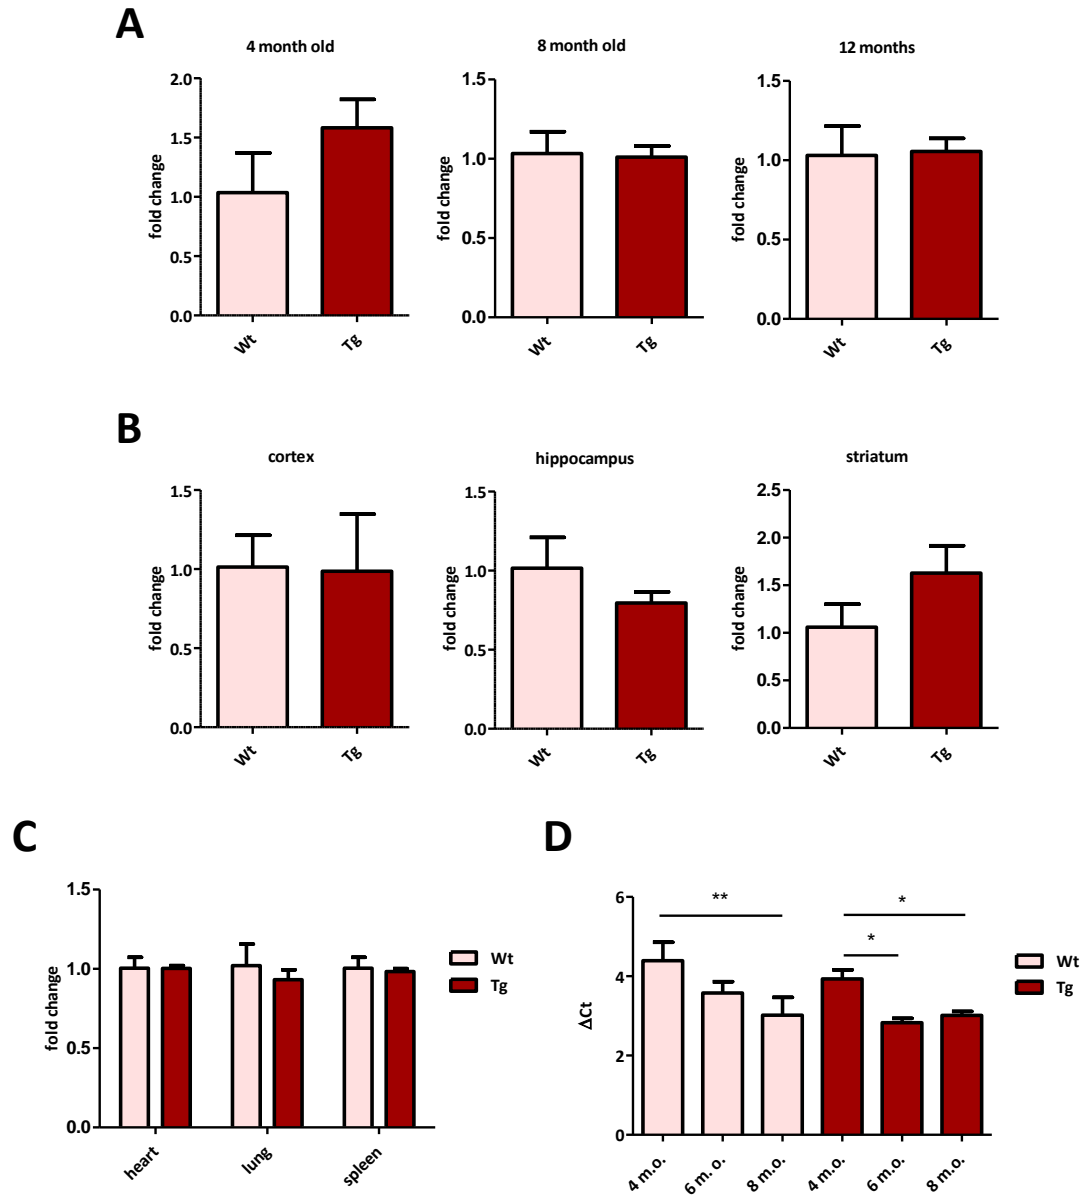 A
4 month old
8 month old
12 months
fold change
2.0
1.5
1.0
0.5
0.0
Wt
Tg
fold change
1.5
1.0
0.5
0.0
Wt
Tg
fold change
1.5
1.0
0.5
0.0
Wt
Tg
B
cortex
hippocampus
striatum
fold change
1.5
1.0
0.5
0.0
Wt
Tg
fold change
1.5
1.0
0.5
0.0
Wt
Tg
fold change
2.5
2.0
1.5
1.0
0.5
0.0
Wt
Tg
C
fold change
1.5
1.0
0.5
0.0
heart
lung
spleen
Wt
Tg
D
ΔCt
6
4
2
0
**
*
*
4 m.o.
6 m. o.
8 m.o.
4 m.o.
6 m.o.
8 m.o.
Wt
Tg